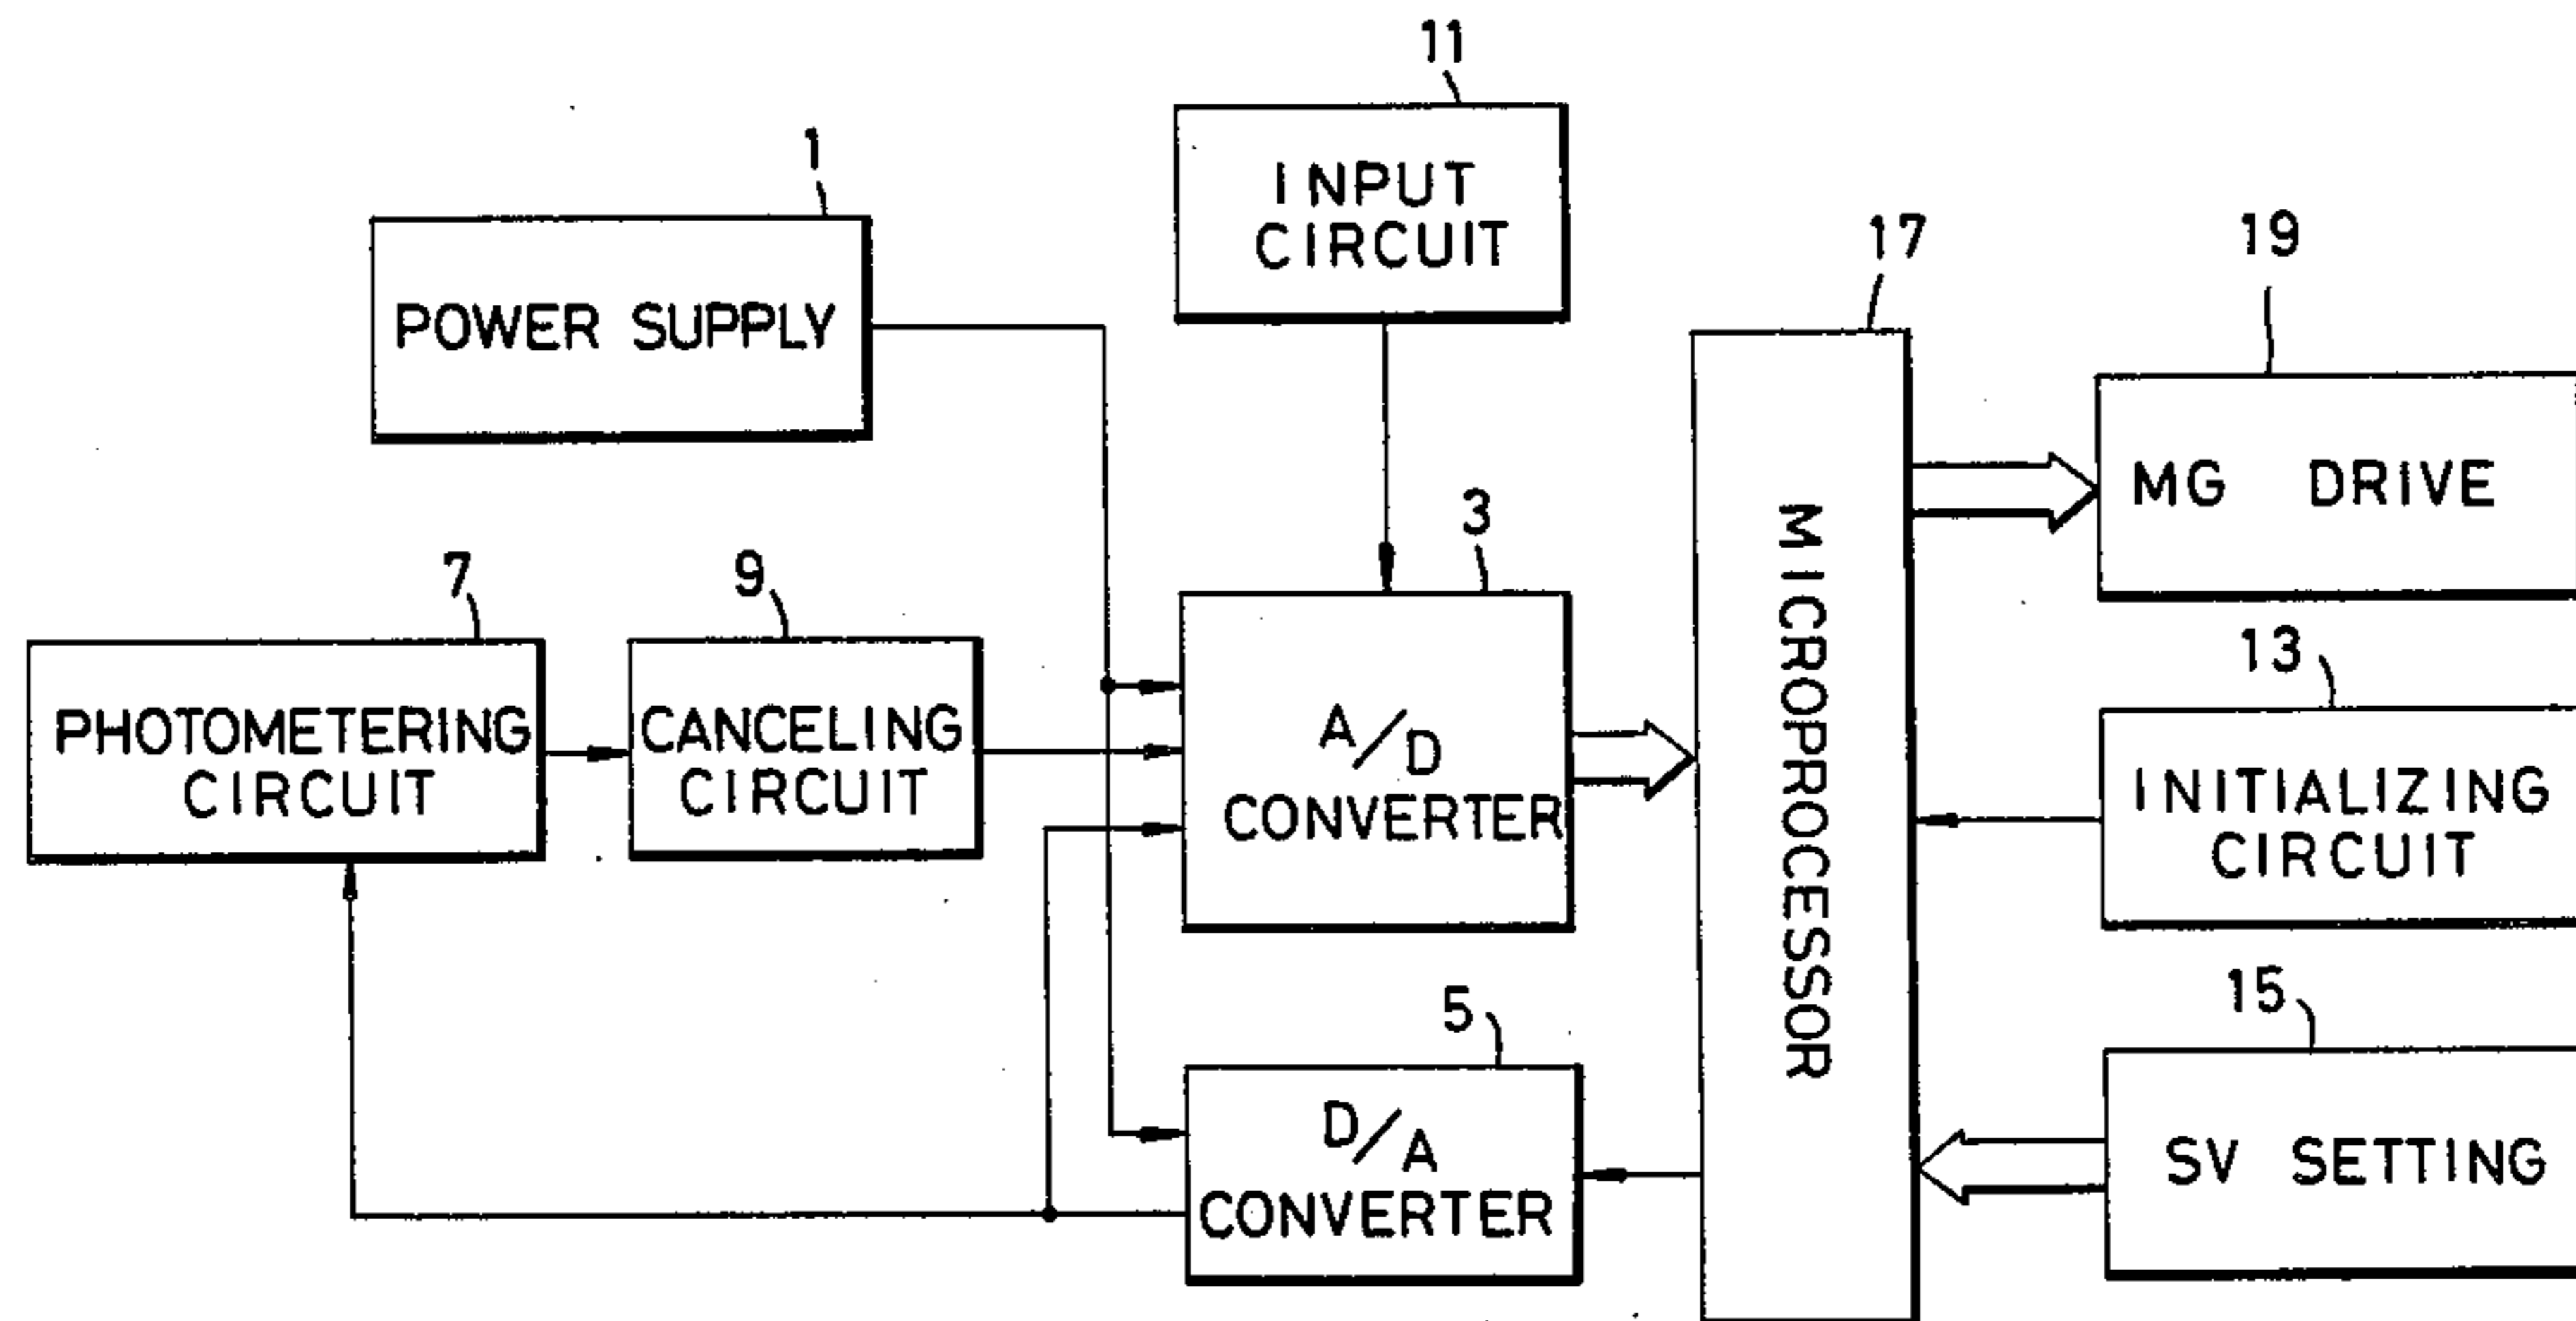 11
INPUT
CIRCUIT
1
POWER SUPPLY
17
19
MG DRIVE
3
A/D
CONVERTER
7
PHOTOMETERING
CIRCUIT
9
CANCELING
CIRCUIT
MICROPROCESSOR
13
INITIALIZING
CIRCUIT
5
D/A
CONVERTER
15
SV SETTING